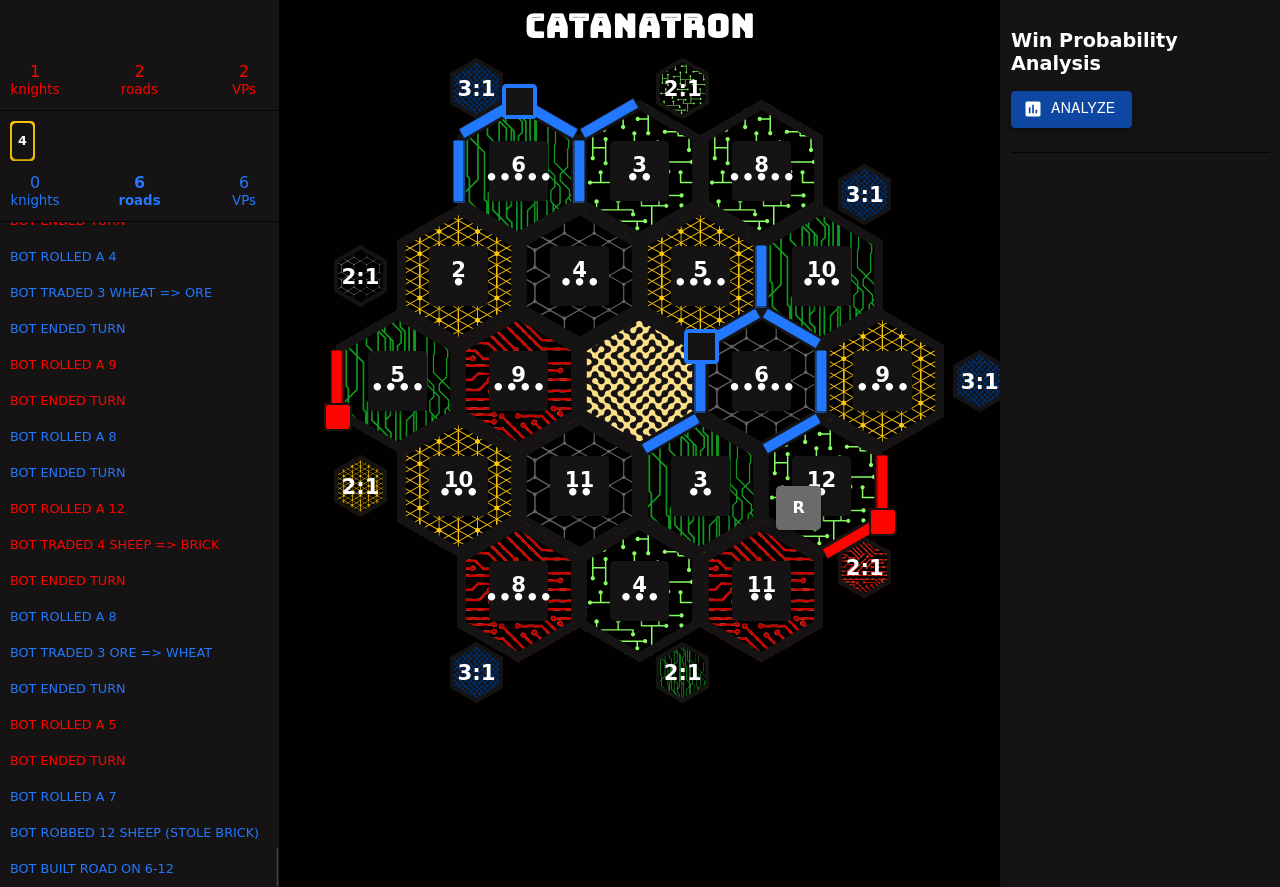 CATANATRON
1 2 2
knights roads VPs
4
0 6 6
knights roads VPs
BOT ENDED TURN
BOT ROLLED A 4
BOT TRADED 3 WHEAT => ORE
BOT ENDED TURN
BOT ROLLED A 9
BOT ENDED TURN
BOT ROLLED A 8
BOT ENDED TURN
BOT ROLLED A 12
BOT TRADED 4 SHEEP => BRICK
BOT ENDED TURN
BOT ROLLED A 8
BOT TRADED 3 ORE => WHEAT
BOT ENDED TURN
BOT ROLLED A 5
BOT ENDED TURN
BOT ROLLED A 7
BOT ROBBED 12 SHEEP (STOLE BRICK)
BOT BUILT ROAD ON 6-12
3:1 2:1
6 3 8
3:1
2:1 2 4 5 10
5 9 6 9 3:1
2:1 10 11 3 12
R
8 4 11 2:1
3:1 2:1
Win Probability
Analysis
ANALYZE